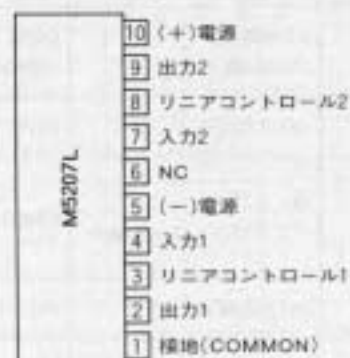 M5207L
10 (+)電源
9 出力2
8 リニアコントロール2
7 入力2
6 NC
5 (-)電源
4 入力1
3 リニアコントロール1
2 出力1
1 接地(COMMON)